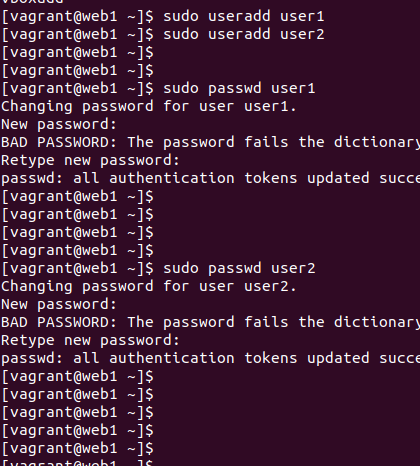 vboxadd
[vagrant@web1 ~]$ sudo useradd user1
[vagrant@web1 ~]$ sudo useradd user2
[vagrant@web1 ~]$
[vagrant@web1 ~]$
[vagrant@web1 ~]$ sudo passwd user1
Changing password for user user1.
New password:
BAD PASSWORD: The password fails the dictionary
Retype new password:
passwd: all authentication tokens updated succe
[vagrant@web1 ~]$
[vagrant@web1 ~]$
[vagrant@web1 ~]$
[vagrant@web1 ~]$
[vagrant@web1 ~]$ sudo passwd user2
Changing password for user user2.
New password:
BAD PASSWORD: The password fails the dictionary
Retype new password:
passwd: all authentication tokens updated succe
[vagrant@web1 ~]$
[vagrant@web1 ~]$
[vagrant@web1 ~]$
[vagrant@web1 ~]$
[vagrant@web1 ~]$
[vagrant@web1 ~]$